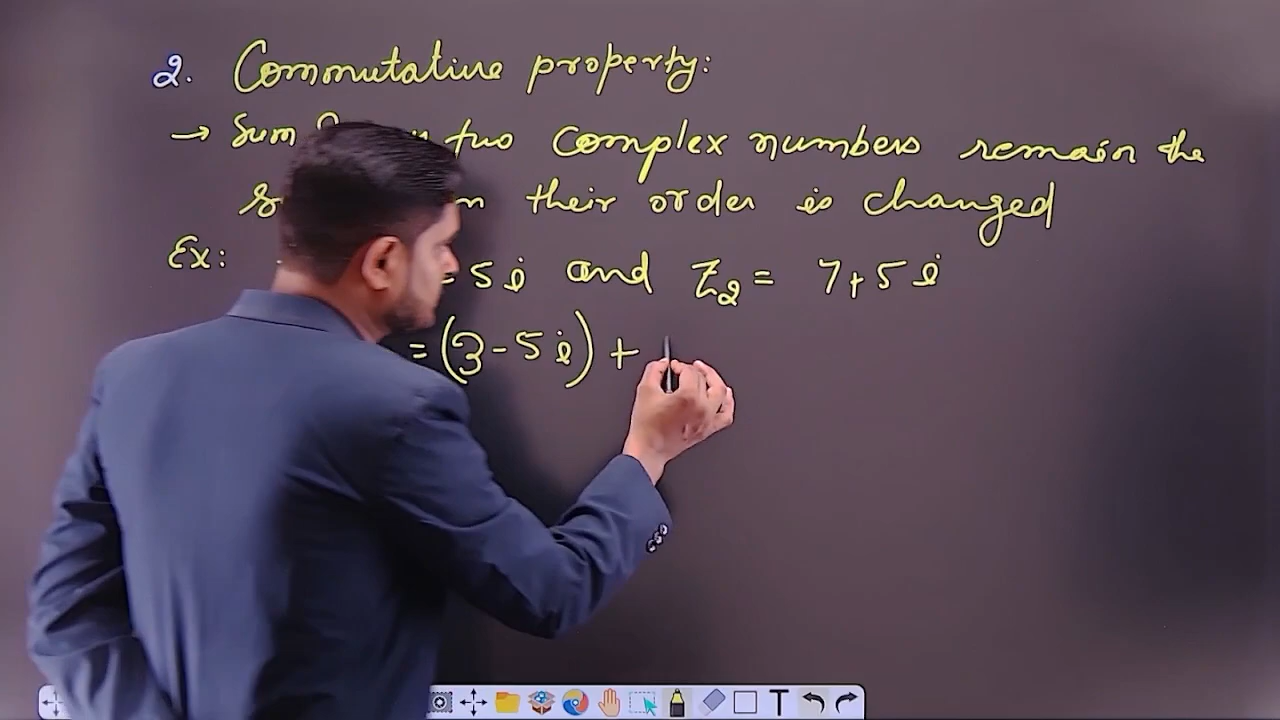 2. Commutative property:
→ Sum two complex numbers remain the
their order is changed
Ex: - 5i and Z₂ = 7+5i
= (3-5i) +
T